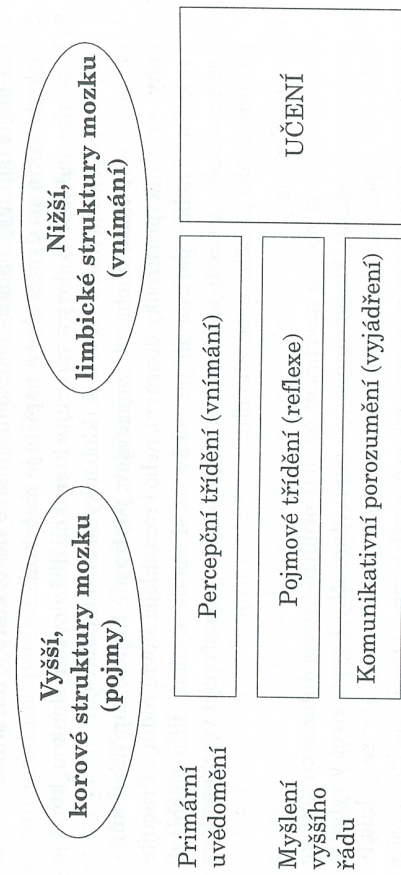 Vyšší,
korové struktury mozku
(pojmy)
Nižší,
limbické struktury mozku
(vnímání)
Primární
uvědomění
Percepční třídění (vnímání)
Myšlení
vyššího
řádu
Pojmové třídění (reflexe)
Komunikativní porozumění (vyjádření)
UČENÍ